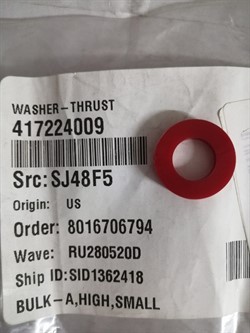 WASHER-THRUST
417224009
Src: SJ48F5
Origin: US
Order: 8016706794
Wave: RU280520D
Ship ID:SID1362418
BULK-A,HIGH,SMALL